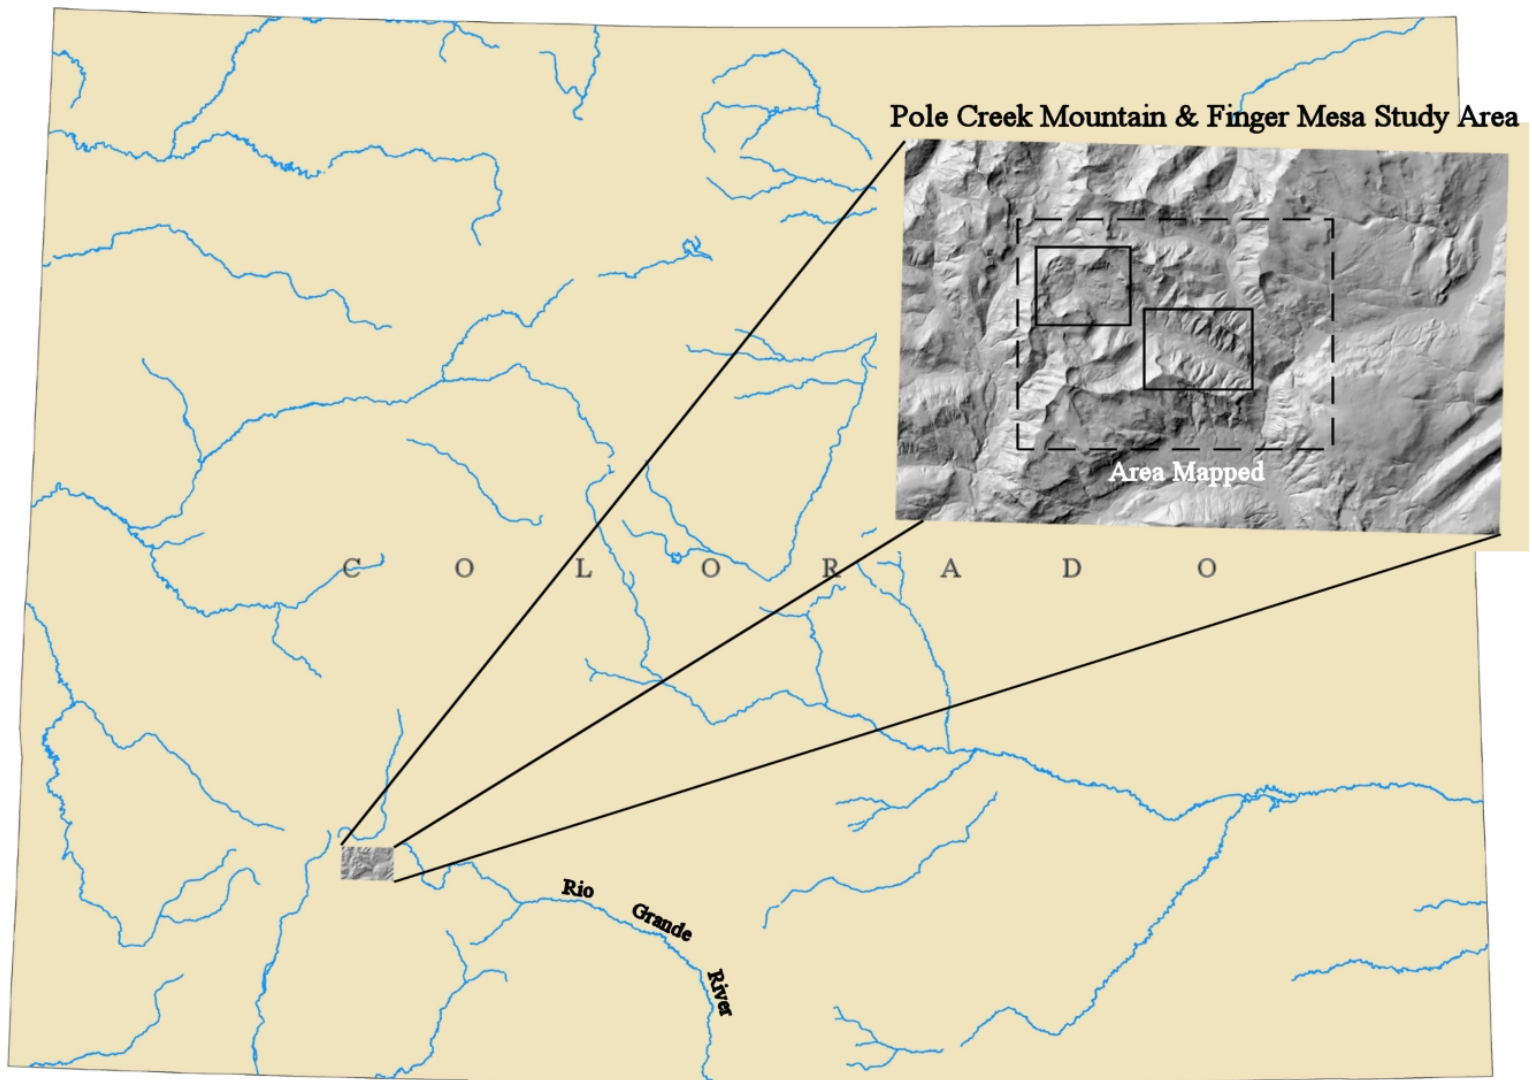 Pole Creek Mountain & Finger Mesa Study Area
Area Mapped
C O L O R A D O
Rio Grande River